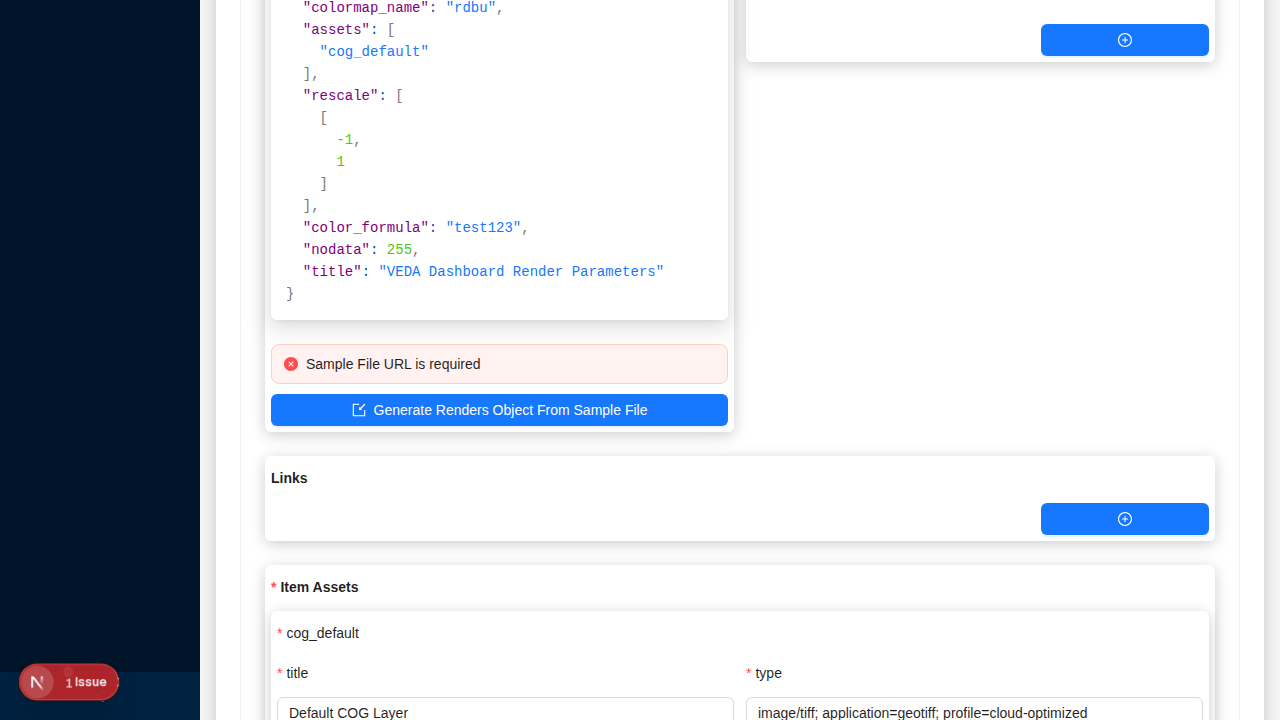 "colormap_name": "rdbu",
"assets": [
"cog_default"
],
"rescale": [
[
-1,
1
]
],
"color_formula": "test123",
"nodata": 255,
"title": "VEDA Dashboard Render Parameters"
}
Sample File URL is required
Generate Renders Object From Sample File
Links
* Item Assets
* cog_default
* title
* type
Default COG Layer
image/tiff; application=geotiff; profile=cloud-optimized
N 1 Issue